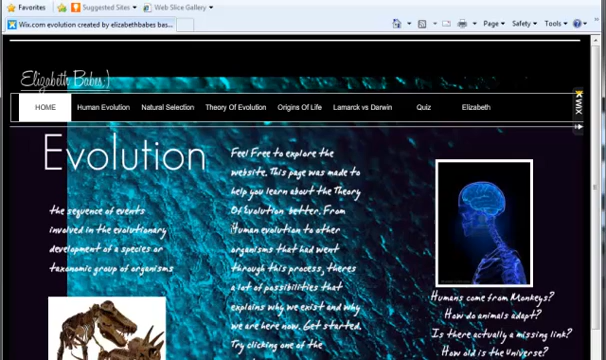 Favorites Suggested Sites Web Slice Gallery
Wix.com evolution created by elizabethbabes bas...
Page Safety Tools
Elizabeth Babes:)
HOME Human Evolution Natural Selection Theory Of Evolution Origins Of Life Lamarck vs Darwin Quiz Elizabeth
WiX
Evolution
the sequence of events
involved in the evolutionary
development of a species or
taxonomic group of organisms
Feel Free to explore the
website. This page was made to
help you learn about the Theory
Of Evolution better. From
Human evolution to other
organisms that had went
through this process, theres
a lot of possibilities that
explains why we exist and why
we are here now. Get started.
Try clicking one of the
Humans come from Monkeys?
How do animals adapt?
Is there actually a missing link?
How old is the Universe?